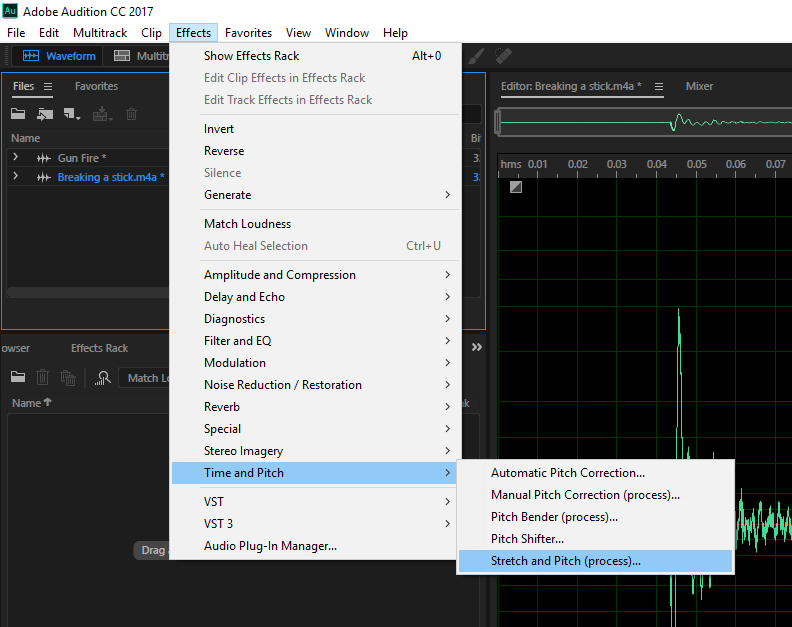 Au Adobe Audition CC 2017
File Edit Multitrack Clip Effects Favorites View Window Help
Waveform Multit
Files Favorites
Name
Gun Fire *
Breaking a stick.m4a *
Show Effects Rack Alt+0
Edit Clip Effects in Effects Rack
Edit Track Effects in Effects Rack
Invert
Reverse
Silence
Generate
Match Loudness
Auto Heal Selection Ctrl+U
Amplitude and Compression
Delay and Echo
Diagnostics
Filter and EQ
Modulation
Noise Reduction / Restoration
Reverb
Special
Stereo Imagery
Time and Pitch
VST
VST 3
Audio Plug-In Manager...
Automatic Pitch Correction...
Manual Pitch Correction (process)...
Pitch Bender (process)...
Pitch Shifter...
Stretch and Pitch (process)...
Bi
32
32
Editor: Breaking a stick.m4a * Mixer
hms 0.01 0.02 0.03 0.04 0.05 0.06 0.07
owser Effects Rack
Match Lo
Name
Drag